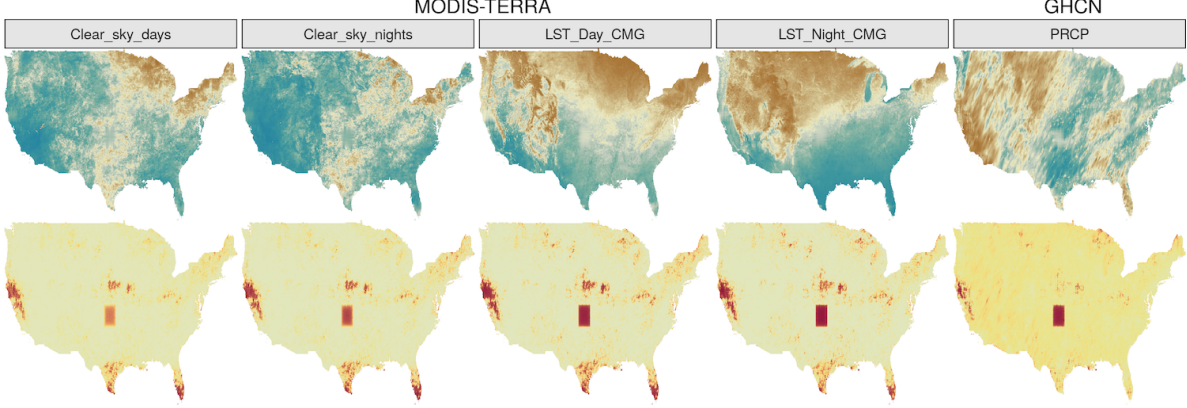 MODIS-TERRA
GHCN
Clear_sky_days
Clear_sky_nights
LST_Day_CMG
LST_Night_CMG
PRCP